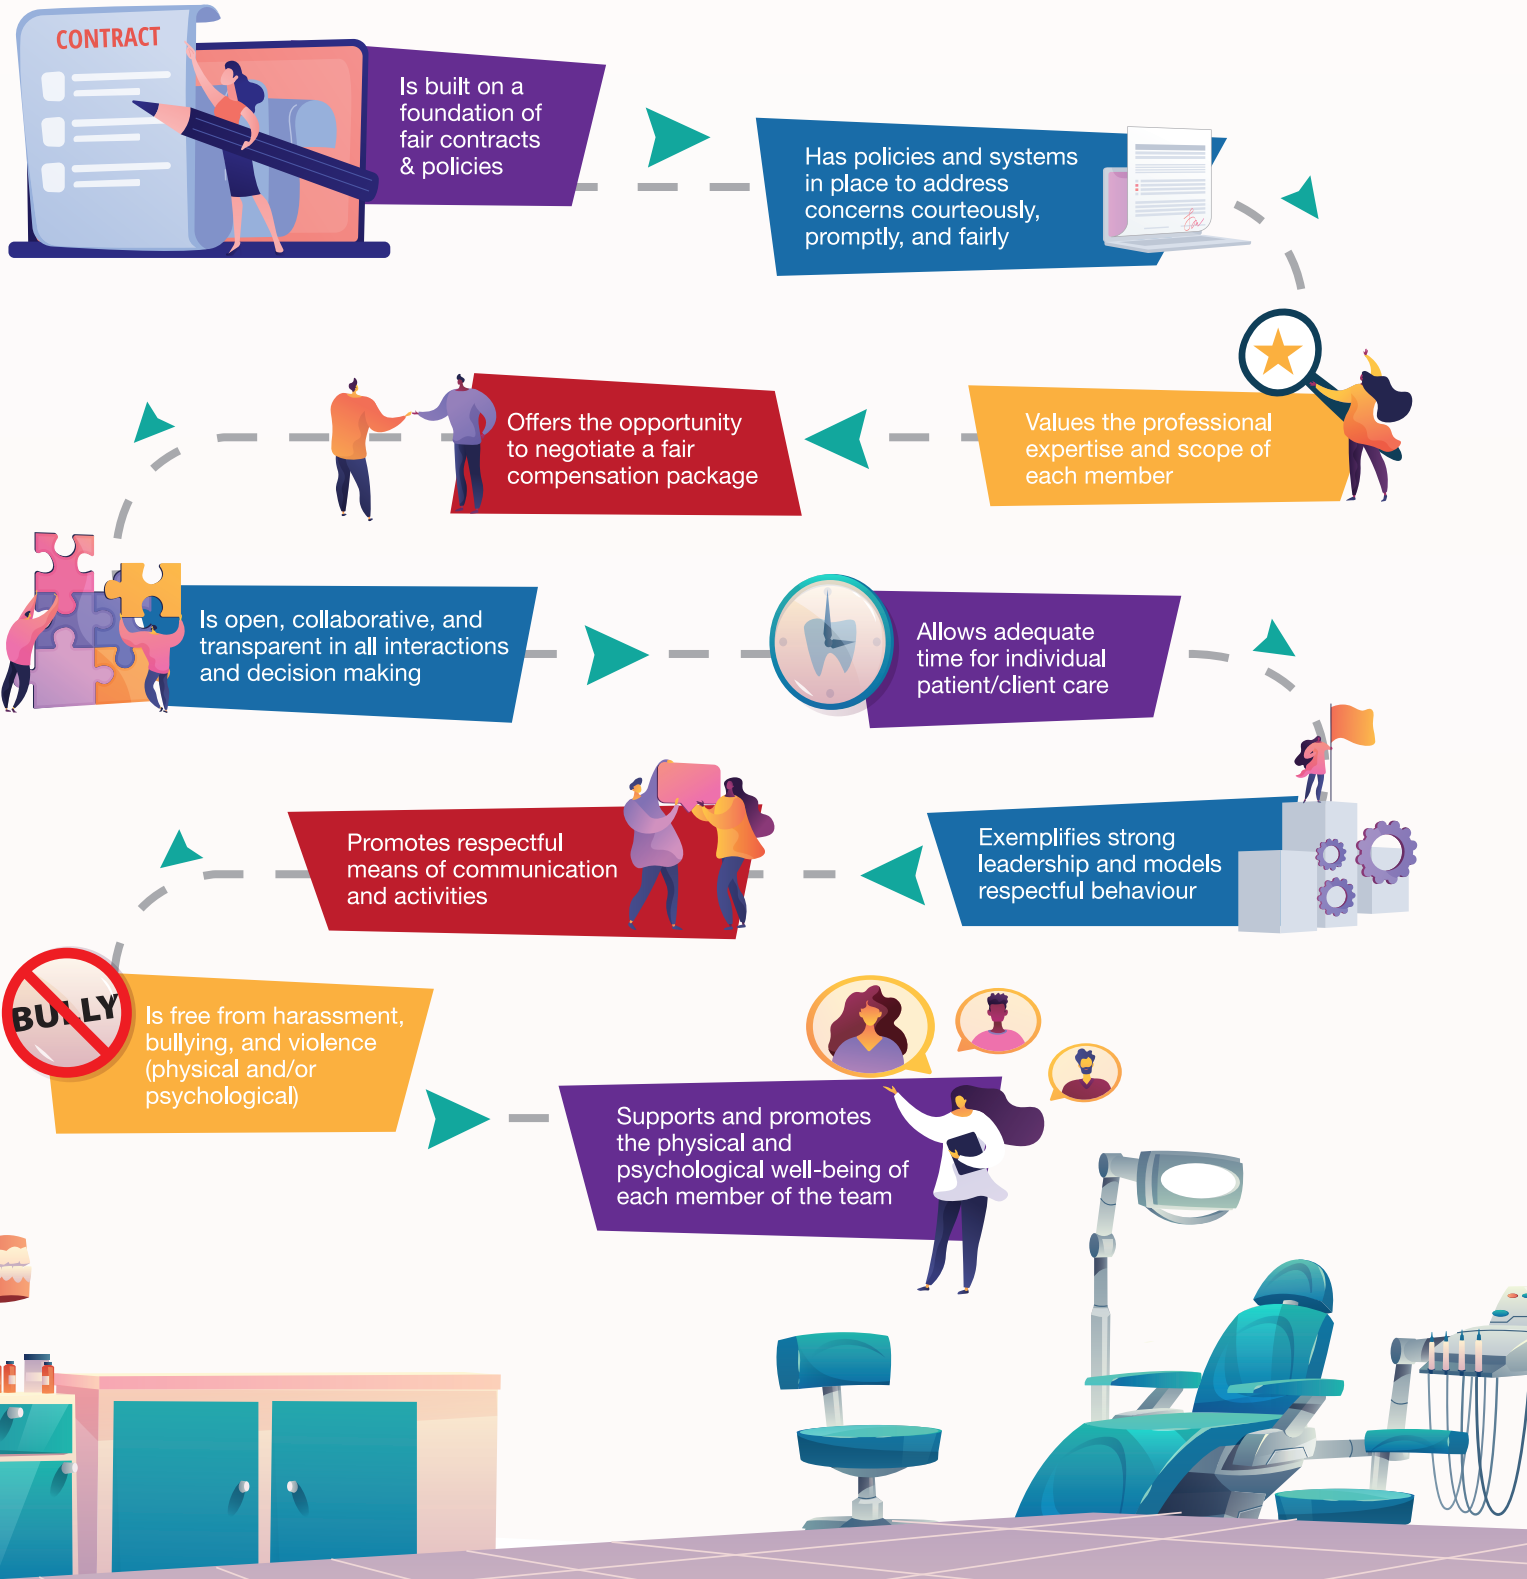 CONTRACT
Is built on a
foundation of
fair contracts
& policies
Has policies and systems
in place to address
concerns courteously,
promptly, and fairly
Values the professional
expertise and scope of
each member
Offers the opportunity
to negotiate a fair
compensation package
Is open, collaborative, and
transparent in all interactions
and decision making
Allows adequate
time for individual
patient/client care
Exemplifies strong
leadership and models
respectful behaviour
Promotes respectful
means of communication
and activities
BULLY
Is free from harassment,
bullying, and violence
(physical and/or
psychological)
Supports and promotes
the physical and
psychological well-being of
each member of the team